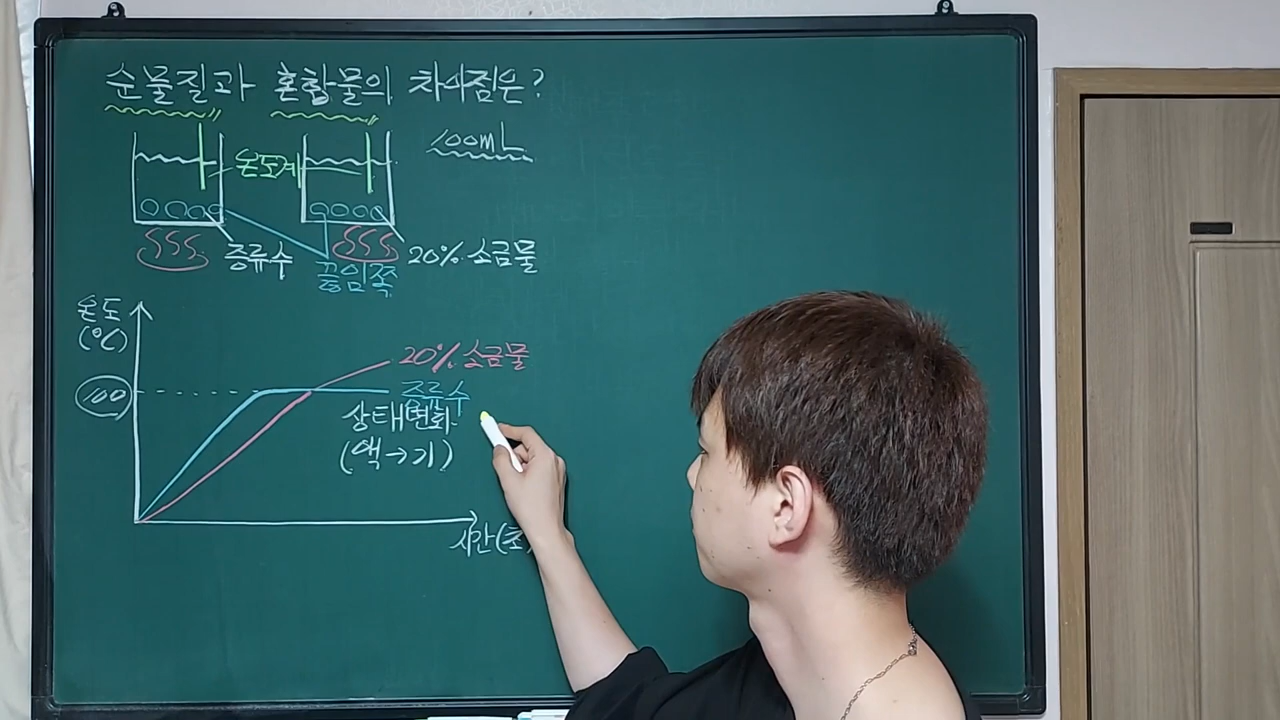 순물질과 혼합물의 차이점은?
100mL
온도계
증류수
끓임쪽
20% 소금물
온도
(℃)
20% 소금물
100
증류수
상태변화
(액→기)
시간(초)